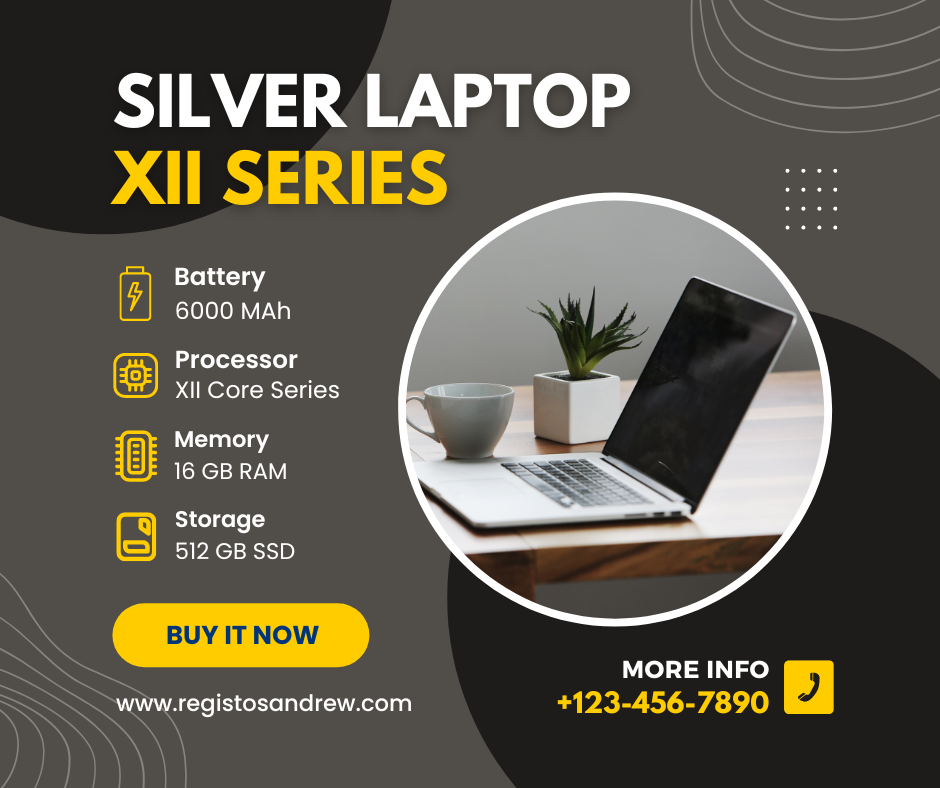 SILVER LAPTOP
XII SERIES
Battery
6000 MAh
Processor
XII Core Series
Memory
16 GB RAM
Storage
512 GB SSD
BUY IT NOW
www.registosandrew.com
MORE INFO
+123-456-7890